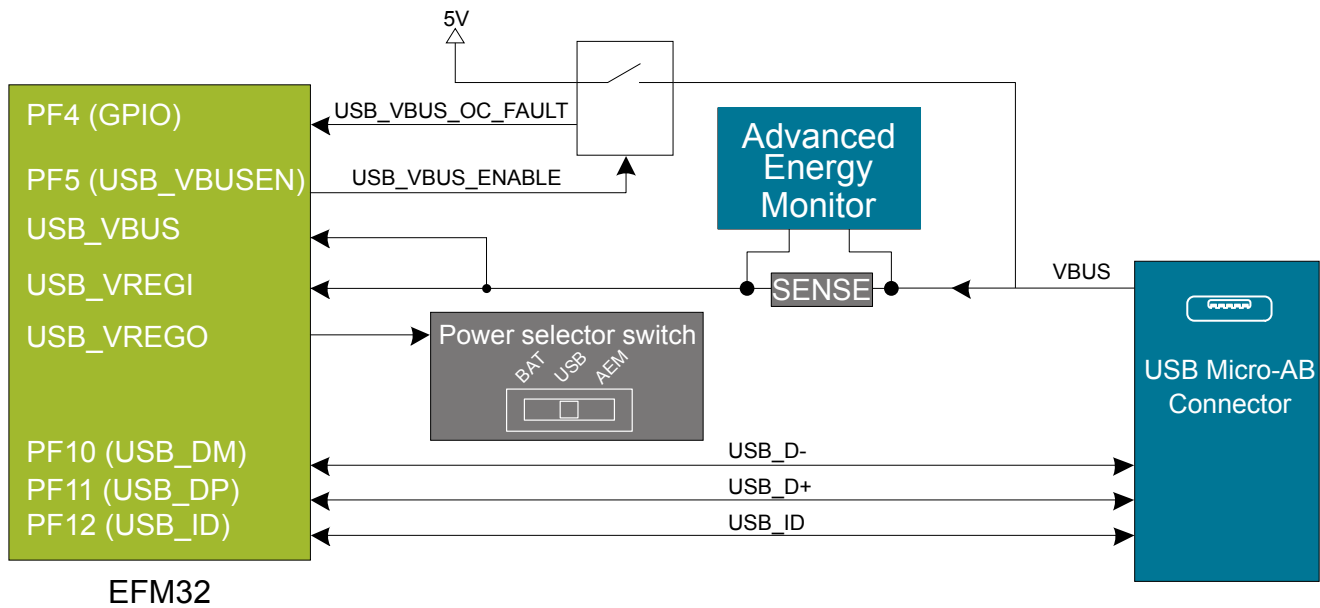 5V
PF4 (GPIO)
USB_VBUS_OC_FAULT
PF5 (USB_VBUSEN)
USB_VBUS_ENABLE
Advanced
Energy
Monitor
USB_VBUS
USB_VREGI
SENSE
VBUS
USB_VREGO
Power selector switch
BAT
USB
AEM
USB Micro-AB
Connector
PF10 (USB_DM)
USB_D-
PF11 (USB_DP)
USB_D+
PF12 (USB_ID)
USB_ID
EFM32